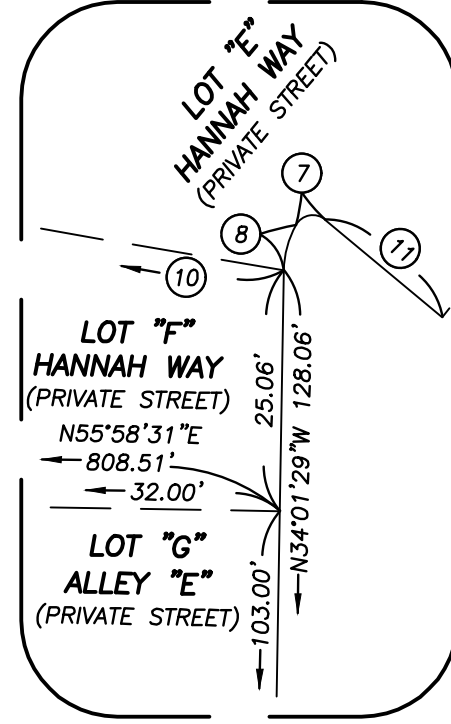 LOT "E"
HANNAH WAY
(PRIVATE STREET)
7
8
11
10
LOT "F"
HANNAH WAY
(PRIVATE STREET)
25.06'
N34°01'29"W 128.06'
N55°58'31"E
808.51'
32.00'
LOT "G"
ALLEY "E"
(PRIVATE STREET)
103.00'